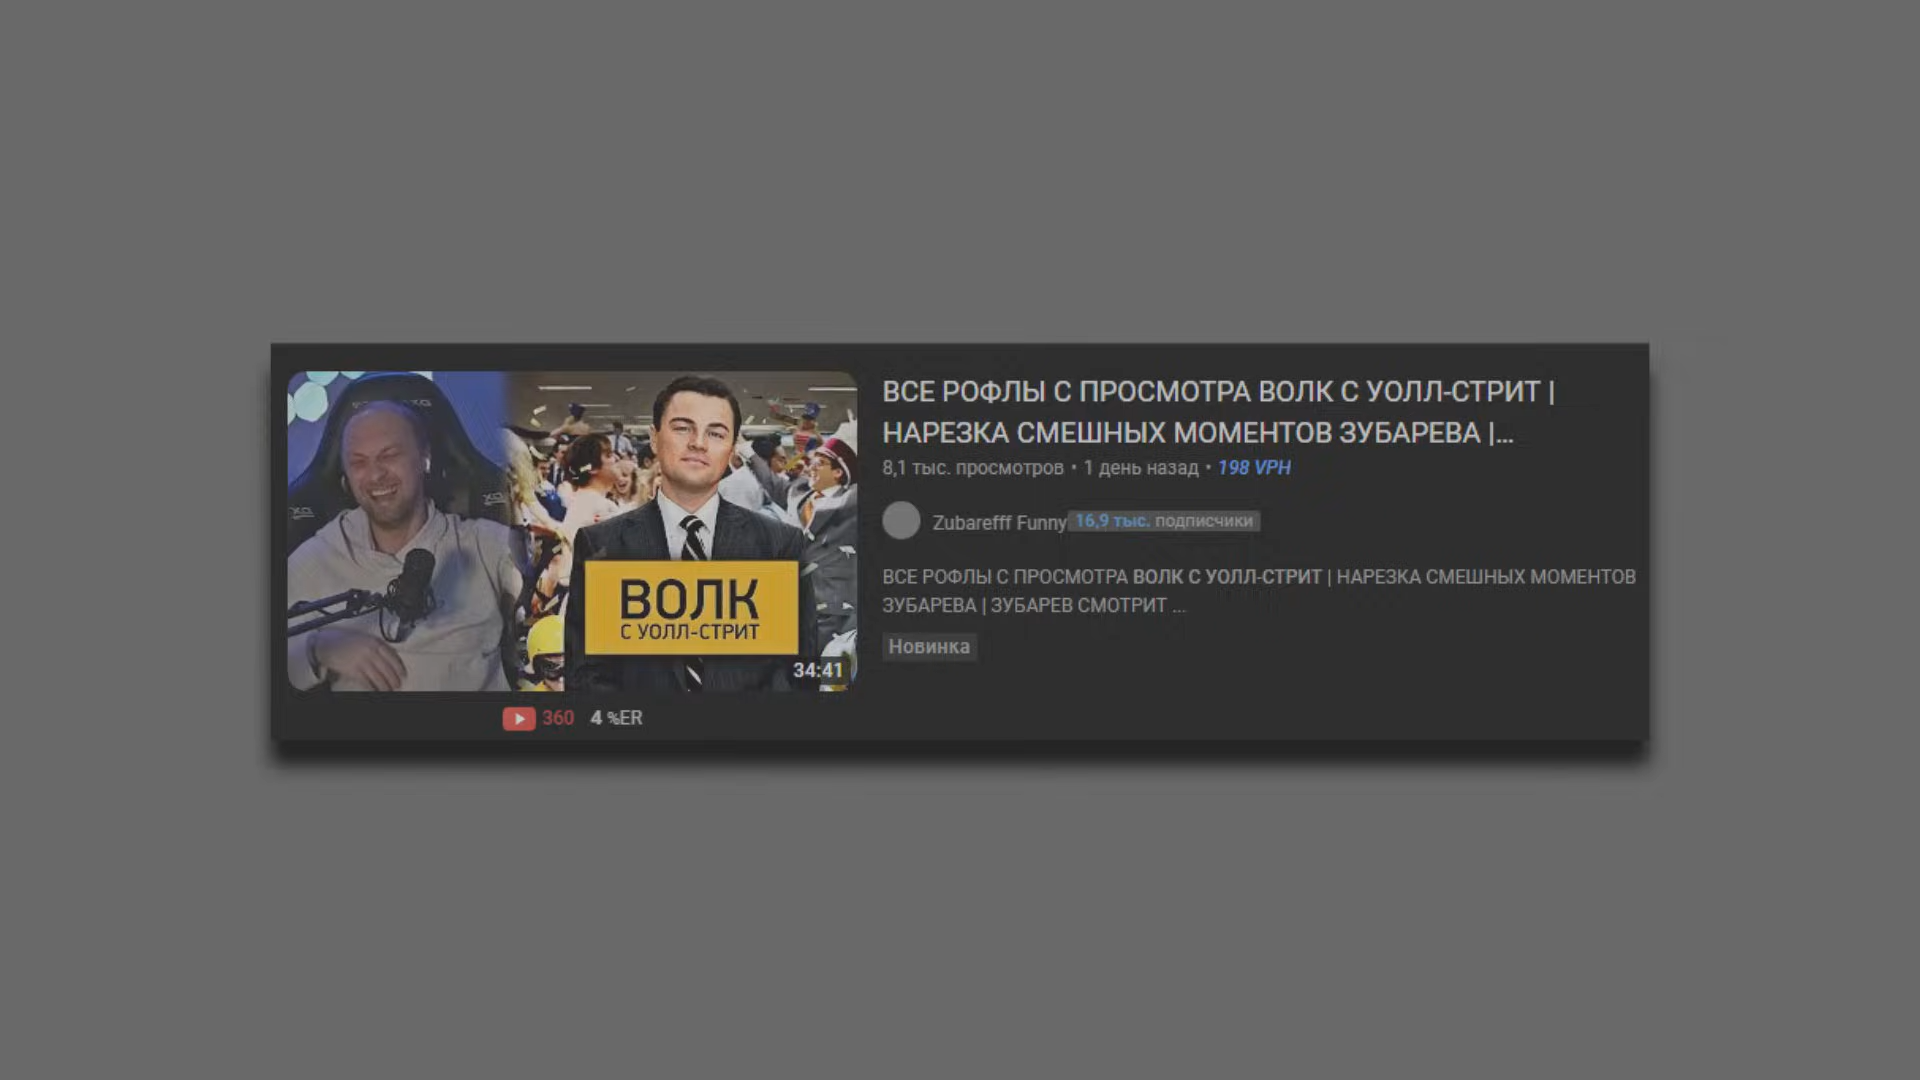 ВСЕ РОФЛЫ С ПРОСМОТРА ВОЛК С УОЛЛ-СТРИТ |
НАРЕЗКА СМЕШНЫХ МОМЕНТОВ ЗУБАРЕВА |...
8,1 тыс. просмотров • 1 день назад • 198 VPH
Zubarefff Funny 16,9 тыс. подписчики
ВСЕ РОФЛЫ С ПРОСМОТРА ВОЛК С УОЛЛ-СТРИТ | НАРЕЗКА СМЕШНЫХ МОМЕНТОВ
ЗУБАРЕВА | ЗУБАРЕВ СМОТРИТ ...
Новинка
ВОЛК
С УОЛЛ-СТРИТ
34:41
360 4 %ER